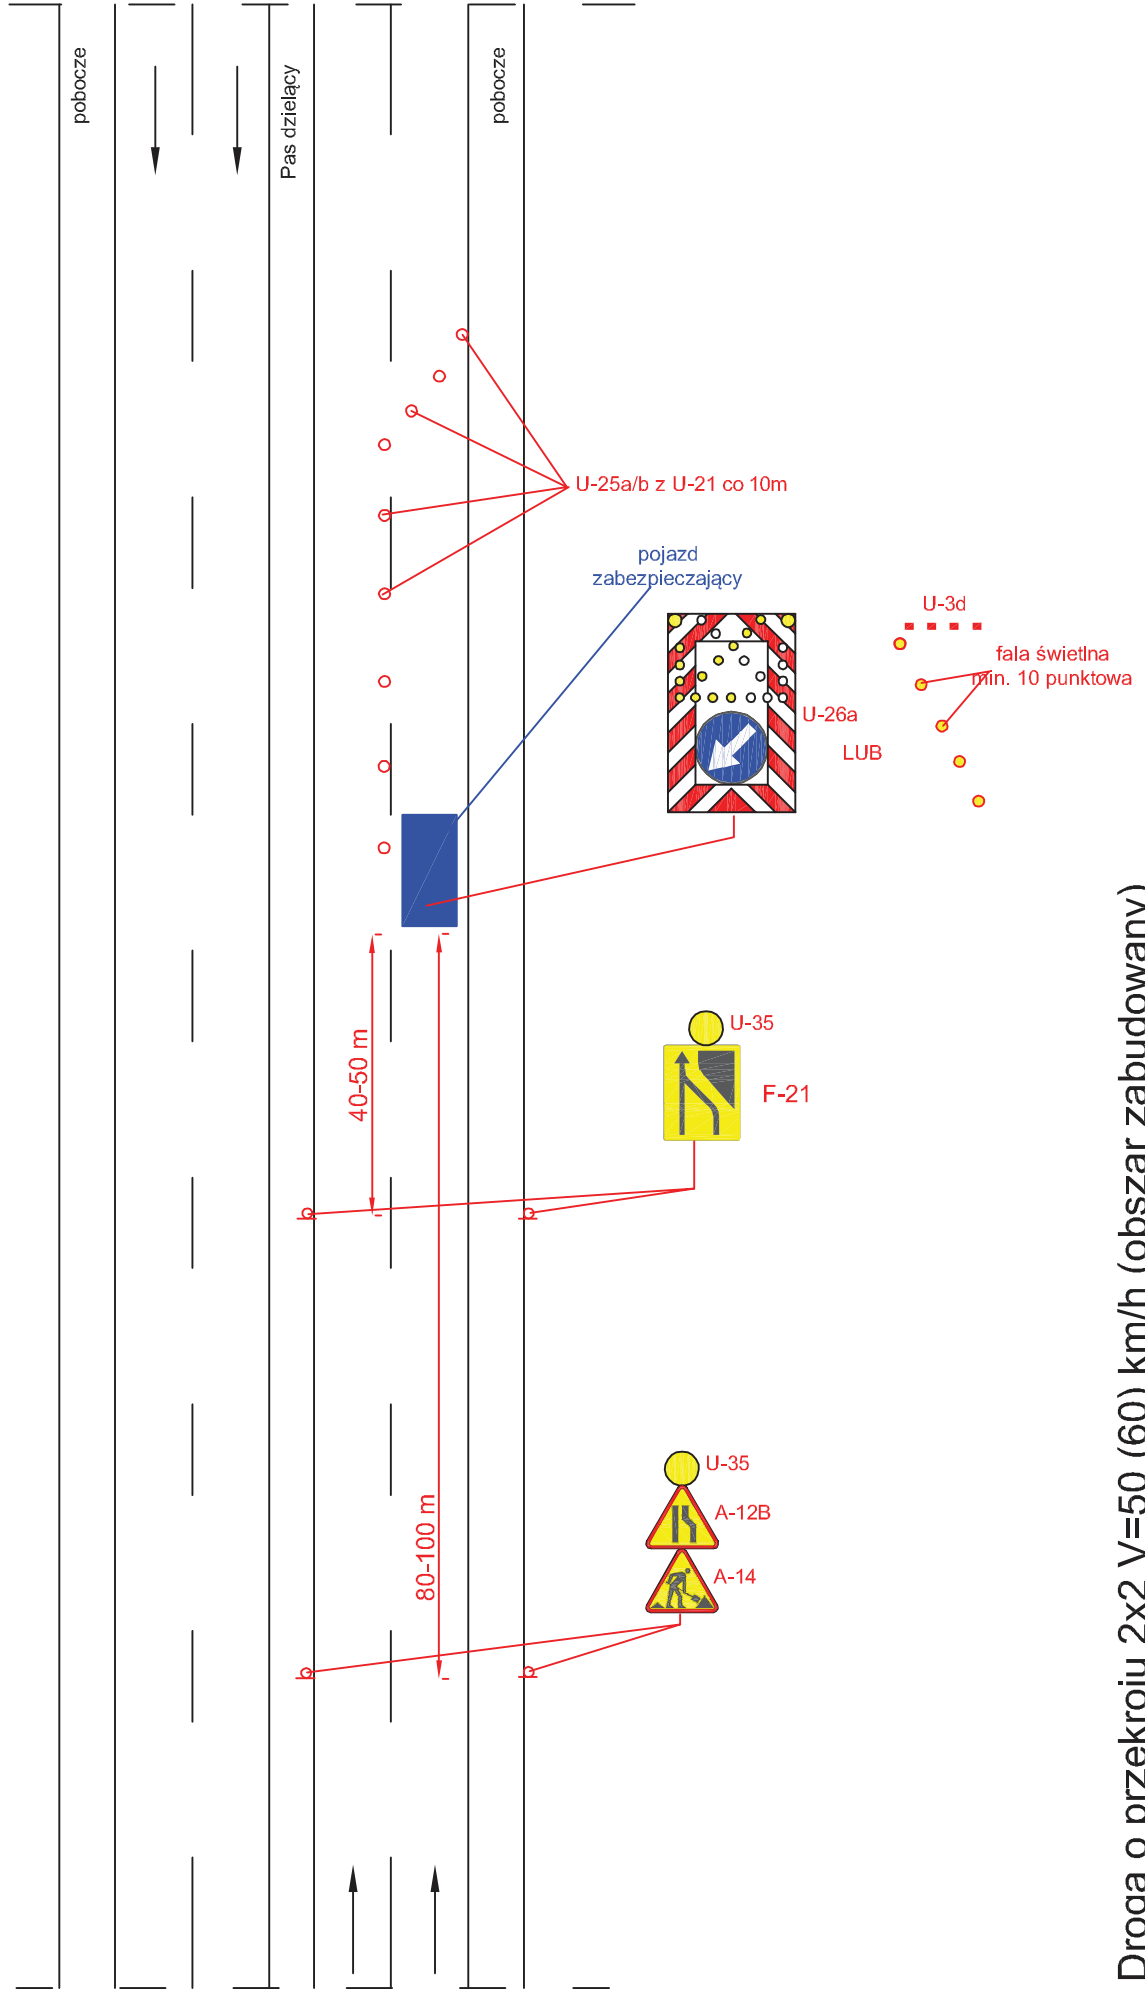 pobocze
Pas dzielący
pobocze
U-25a/b z U-21 co 10m
pojazd
zabezpieczający
U-3d
fala świetlna
min. 10 punktowa
U-26a
LUB
U-35
F-21
40-50 m
U-35
A-12B
A-14
80-100 m
Droga o przekroju 2x2 V=50 (60) km/h (obszar zabudowany)